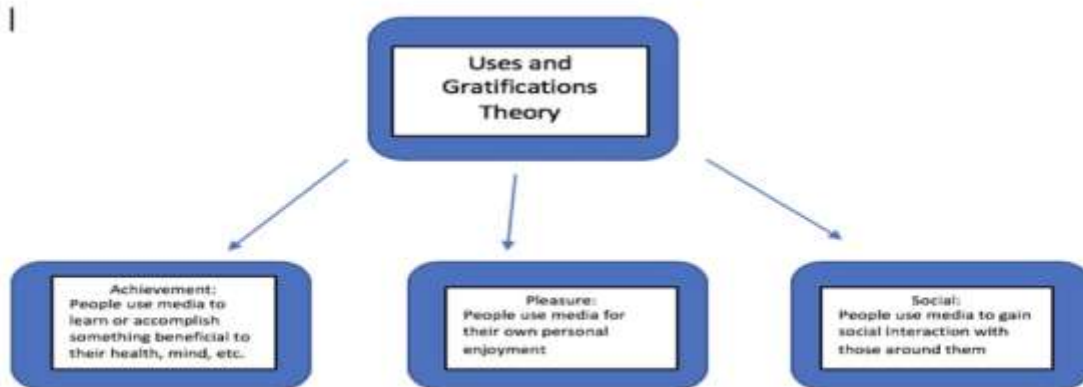 Uses and
Gratifications
Theory
Achievement:
People use media to
learn or accomplish
something beneficial to
their health, mind, etc.
Pleasure:
People use media for
their own personal
enjoyment
Social:
People use media to gain
social interaction with
those around them